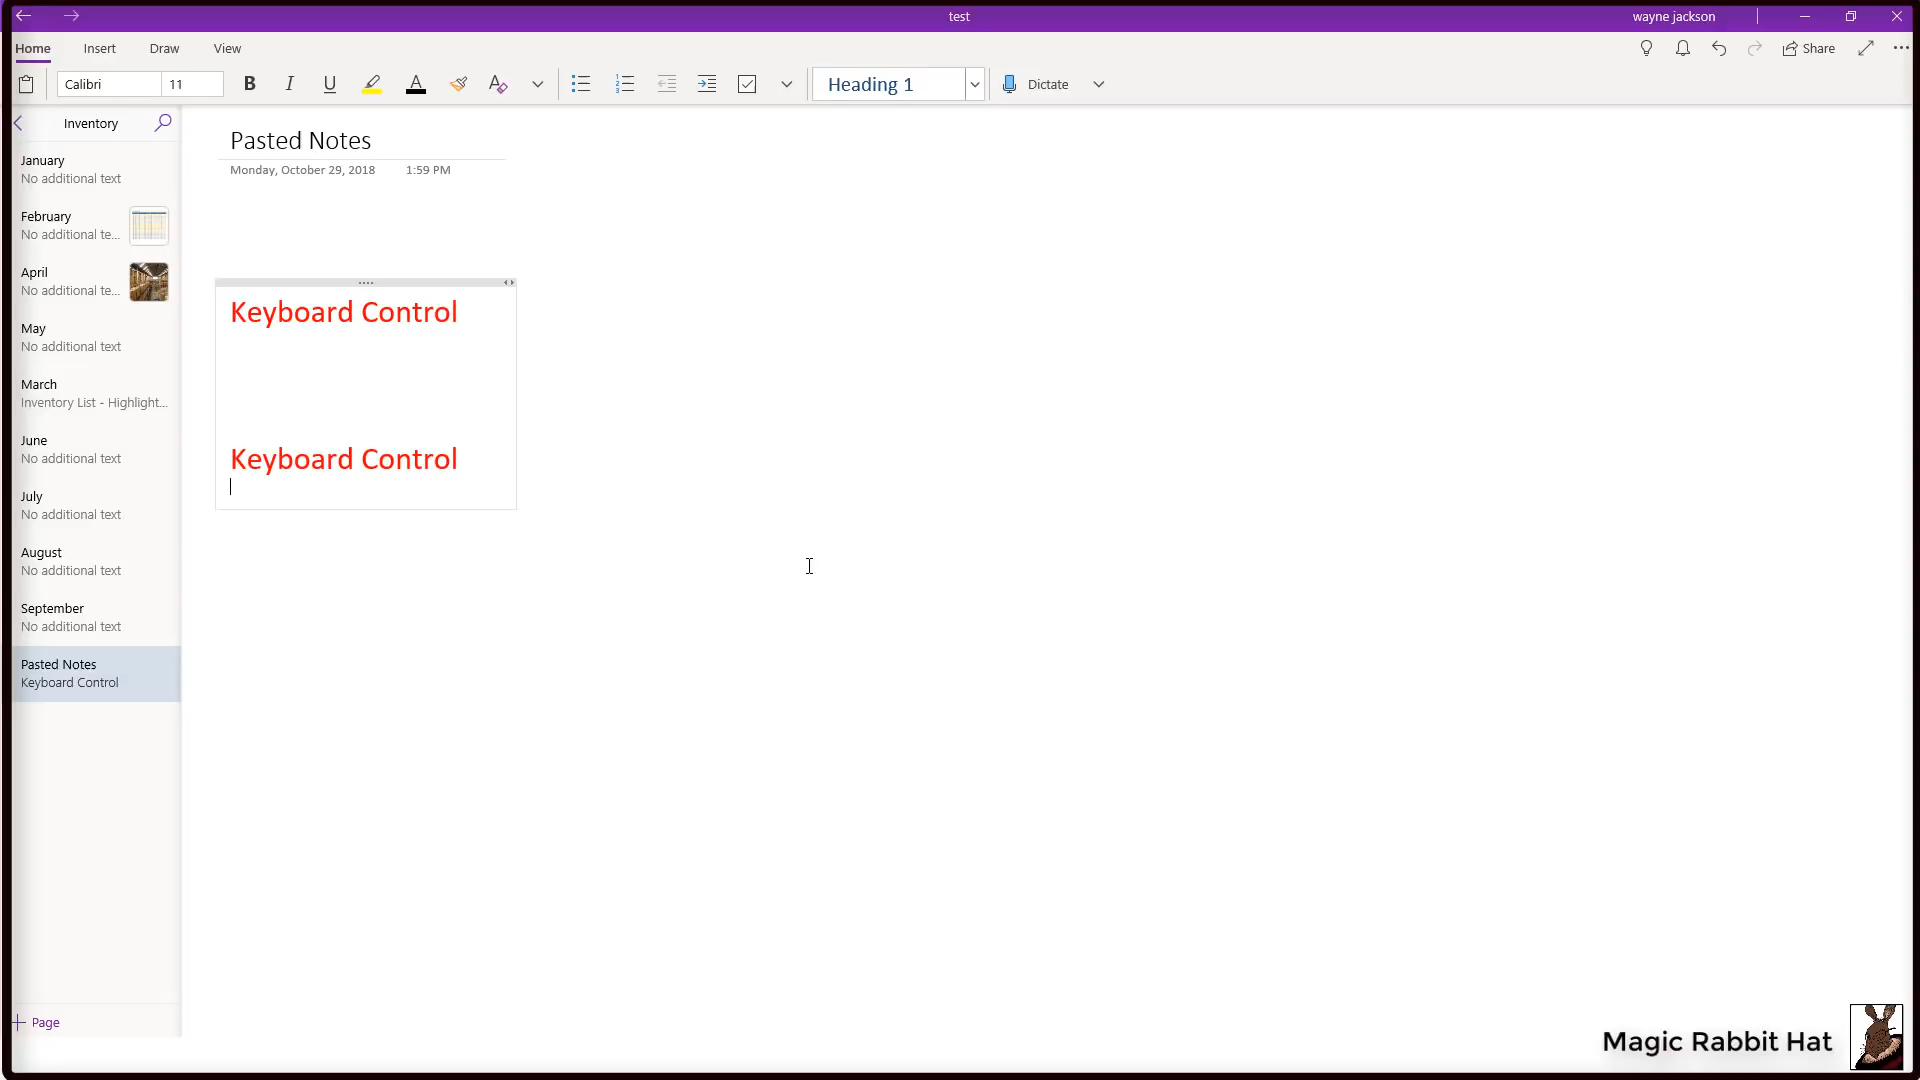 test
wayne jackson
Home Insert Draw View
Share
Calibri 11 B I U A A Heading 1 Dictate
Inventory
January
No additional text
February
No additional te...
April
No additional te...
May
No additional text
March
Inventory List - Highlight...
June
No additional text
July
No additional text
August
No additional text
September
No additional text
Pasted Notes
Keyboard Control
Page
Pasted Notes
Monday, October 29, 2018 1:59 PM
Keyboard Control
Keyboard Control
Magic Rabbit Hat